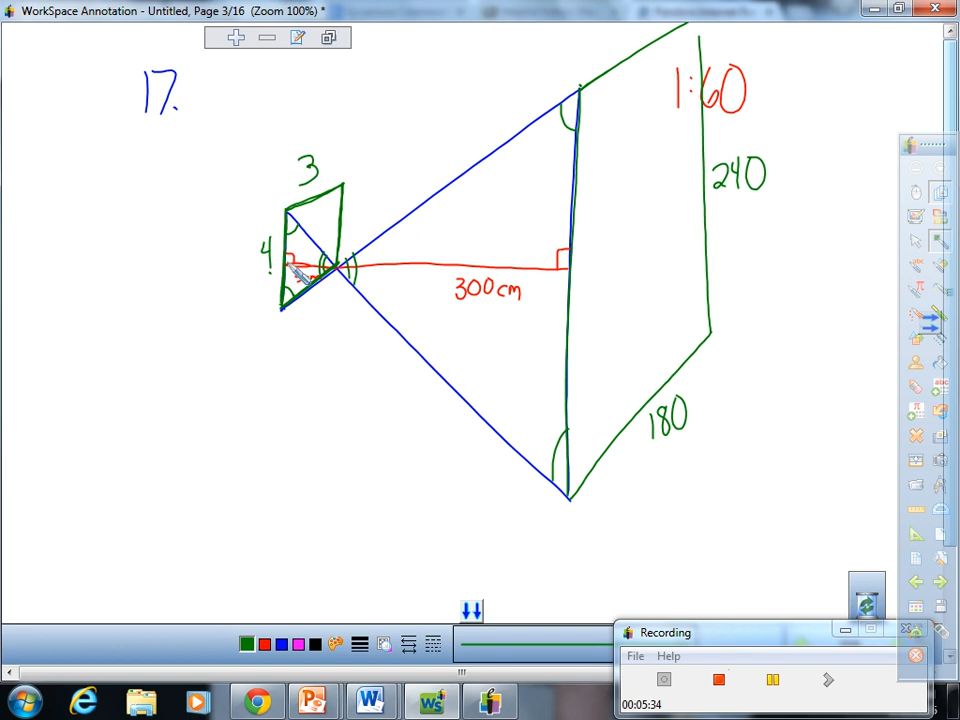 WorkSpace Annotation - Untitled, Page 3/16 (Zoom 100%) *
17.
1:60
3
240
4
300cm
180
abc
Recording
File Help
00:05:34